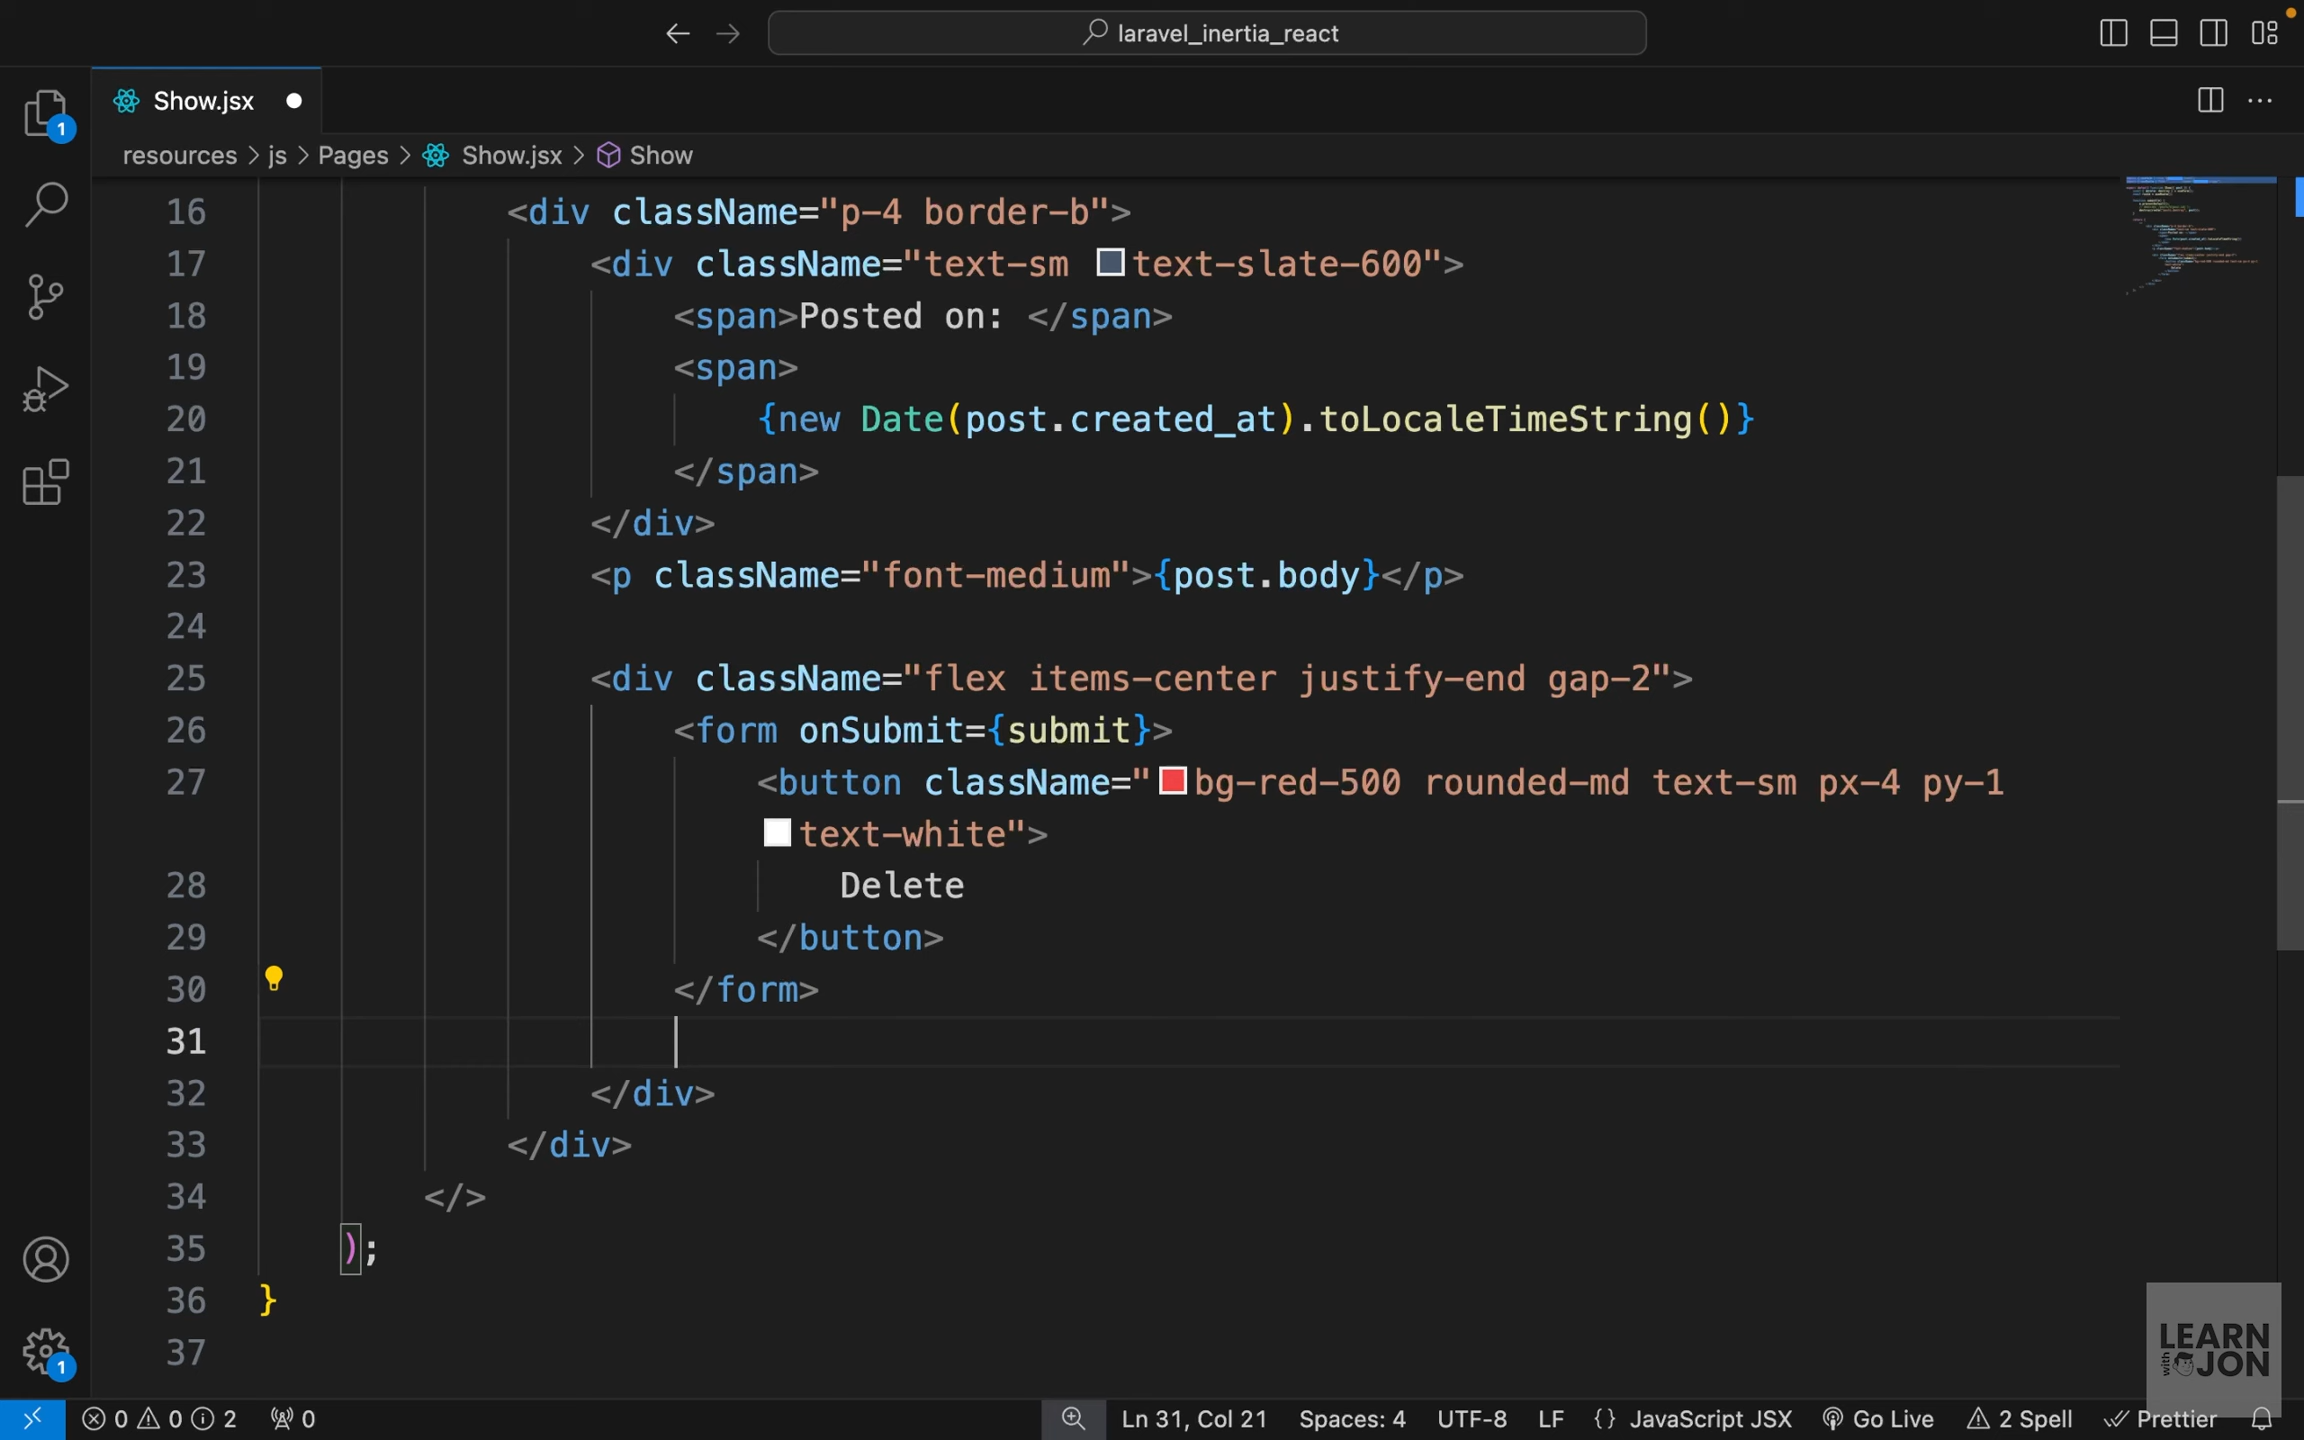 laravel_inertia_react
Show.jsx
resources > js > Pages > Show.jsx > Show
16 <div className="p-4 border-b">
17 <div className="text-sm text-slate-600">
18 <span>Posted on: </span>
19 <span>
20 {new Date(post.created_at).toLocaleTimeString()}
21 </span>
22 </div>
23 <p className="font-medium">{post.body}</p>
24
25 <div className="flex items-center justify-end gap-2">
26 <form onSubmit={submit}>
27 <button className="bg-red-500 rounded-md text-sm px-4 py-1
text-white">
28 Delete
29 </button>
30 </form>
31
32 </div>
33 </div>
34 </>
35 );
36 }
37
1
1
LEARN
with JON
0 0 2 0 Ln 31, Col 21 Spaces: 4 UTF-8 LF {} JavaScript JSX Go Live 2 Spell Prettier